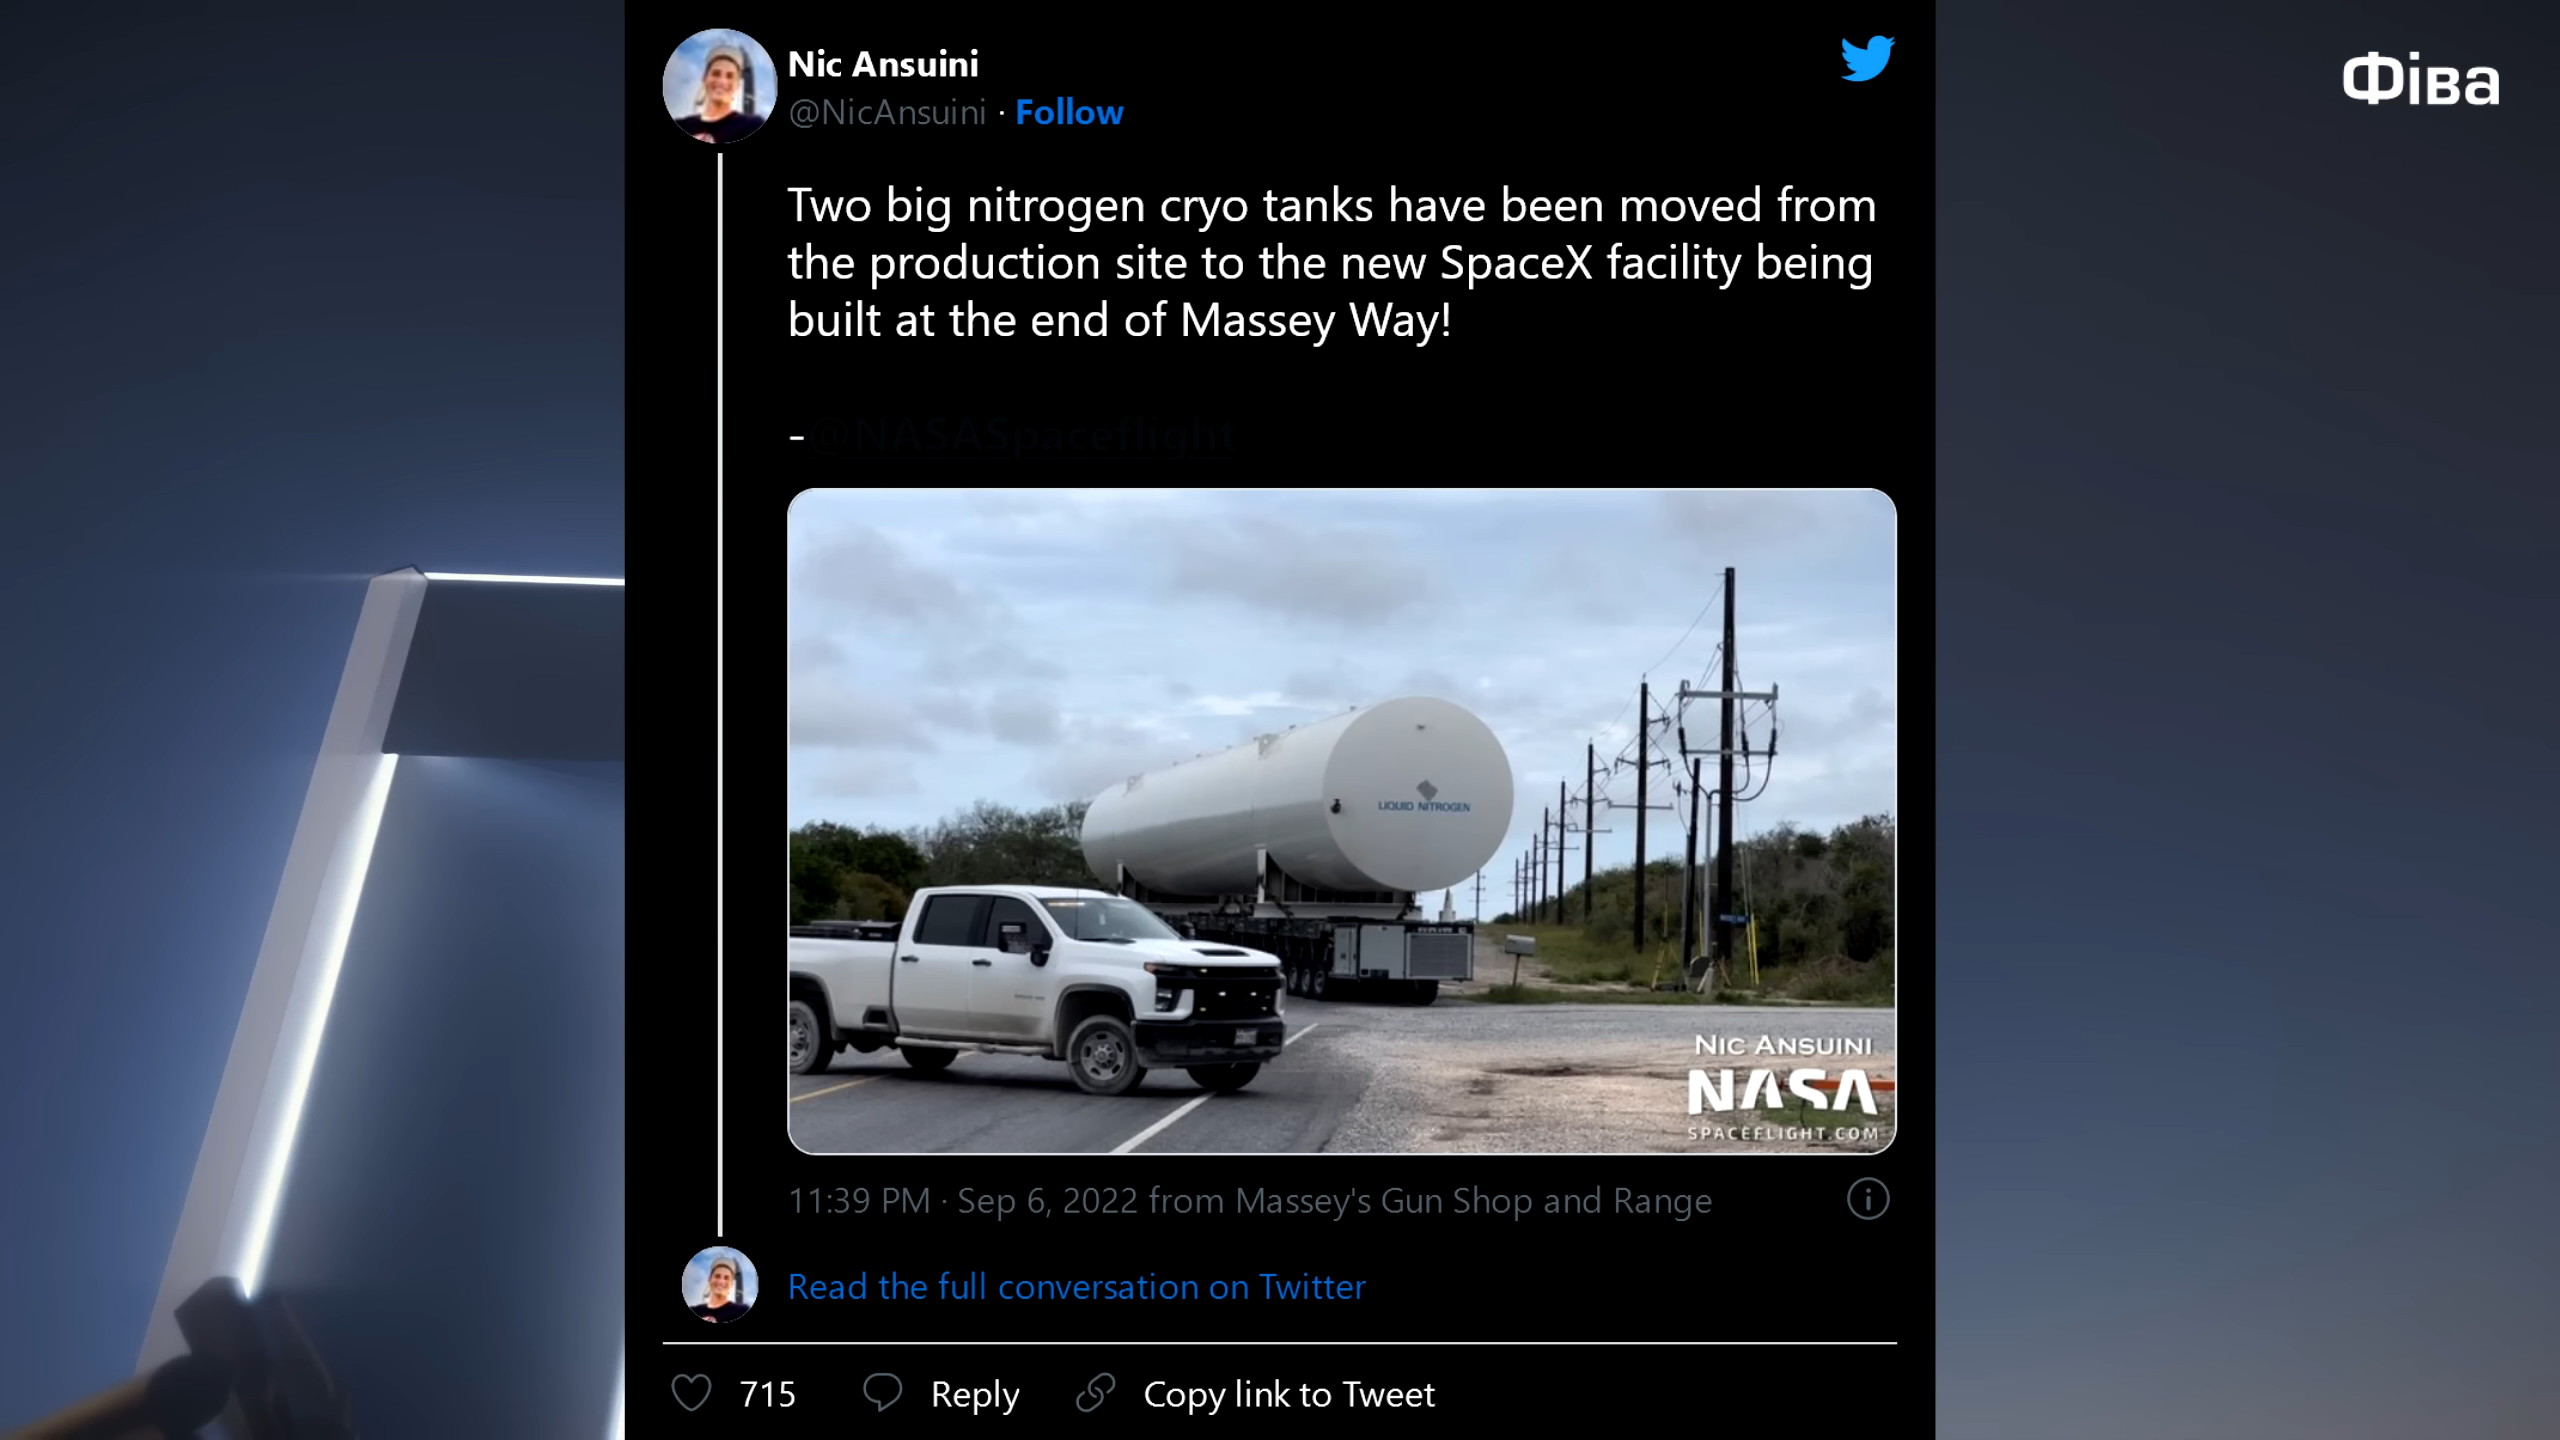 Nic Ansuini
@NicAnsuini · Follow
Фіва
Two big nitrogen cryo tanks have been moved from
the production site to the new SpaceX facility being
built at the end of Massey Way!
-@NASASpaceflight
LIQUID NITROGEN
NIC ANSUINI
NASA
SPACEFLIGHT.COM
11:39 PM · Sep 6, 2022 from Massey's Gun Shop and Range
Read the full conversation on Twitter
715 Reply Copy link to Tweet